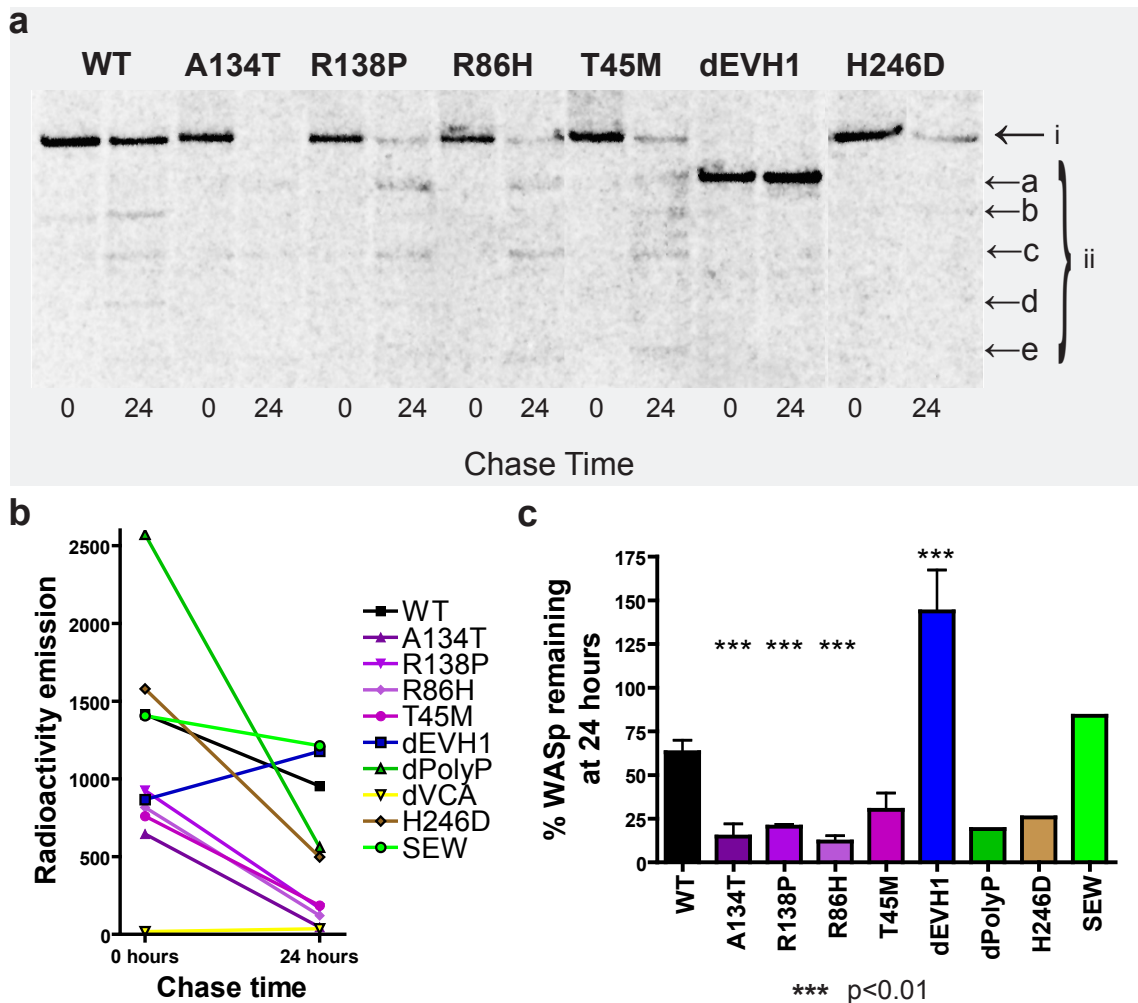 a
WT A134T R138P R86H T45M dEVH1 H246D
←i
←a
←b
←c
ii
←d
←e
0 24 0 24 0 24 0 24 0 24 0 24 0 24
Chase Time
b
Radioactivity emission
2500
2000
1500
1000
500
0
0 hours 24 hours
Chase time
WT
A134T
R138P
R86H
T45M
dEVH1
dPolyP
dVCA
H246D
SEW
c
% WASp remaining
at 24 hours
175
150
125
100
75
50
25
0
*** *** *** ***
WT A134T R138P R86H T45M dEVH1 dPolyP H246D SEW
*** p<0.01